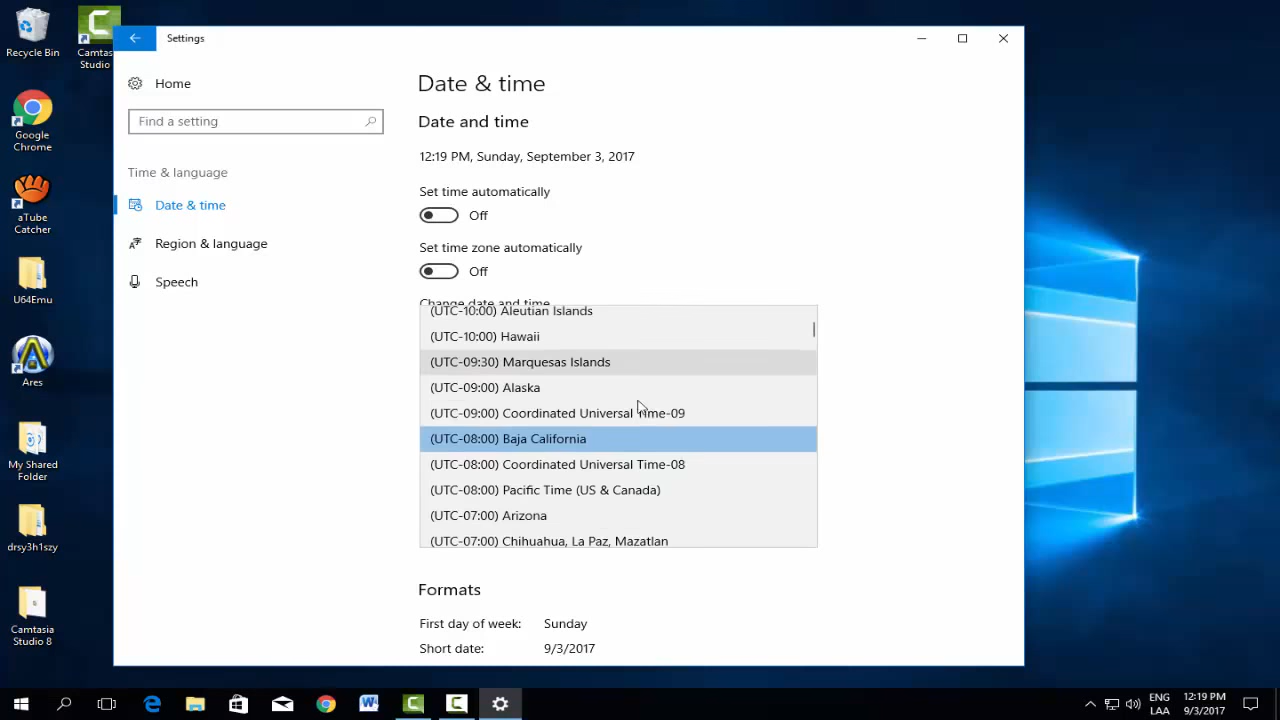 Recycle Bin
Camtas
Studio
Google
Chrome
aTube
Catcher
U64Emu
Ares
My Shared
Folder
drsy3h1szy
Camtasia
Studio 8
Settings
Home
Find a setting
Time & language
Date & time
Region & language
Speech
Date & time
Date and time
12:19 PM, Sunday, September 3, 2017
Set time automatically
Off
Set time zone automatically
Off
Change date and time
(UTC-10:00) Aleutian Islands
(UTC-10:00) Hawaii
(UTC-09:30) Marquesas Islands
(UTC-09:00) Alaska
(UTC-09:00) Coordinated Universal Time-09
(UTC-08:00) Baja California
(UTC-08:00) Coordinated Universal Time-08
(UTC-08:00) Pacific Time (US & Canada)
(UTC-07:00) Arizona
(UTC-07:00) Chihuahua, La Paz, Mazatlan
Formats
First day of week: Sunday
Short date: 9/3/2017
ENG
LAA
12:19 PM
9/3/2017